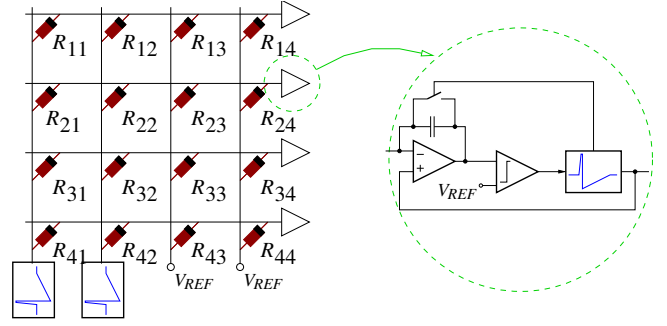 R11 R12 R13 R14
R21 R22 R23 R24
R31 R32 R33 R34
R41 R42 R43 R44
VREF VREF
− 
+
VREF